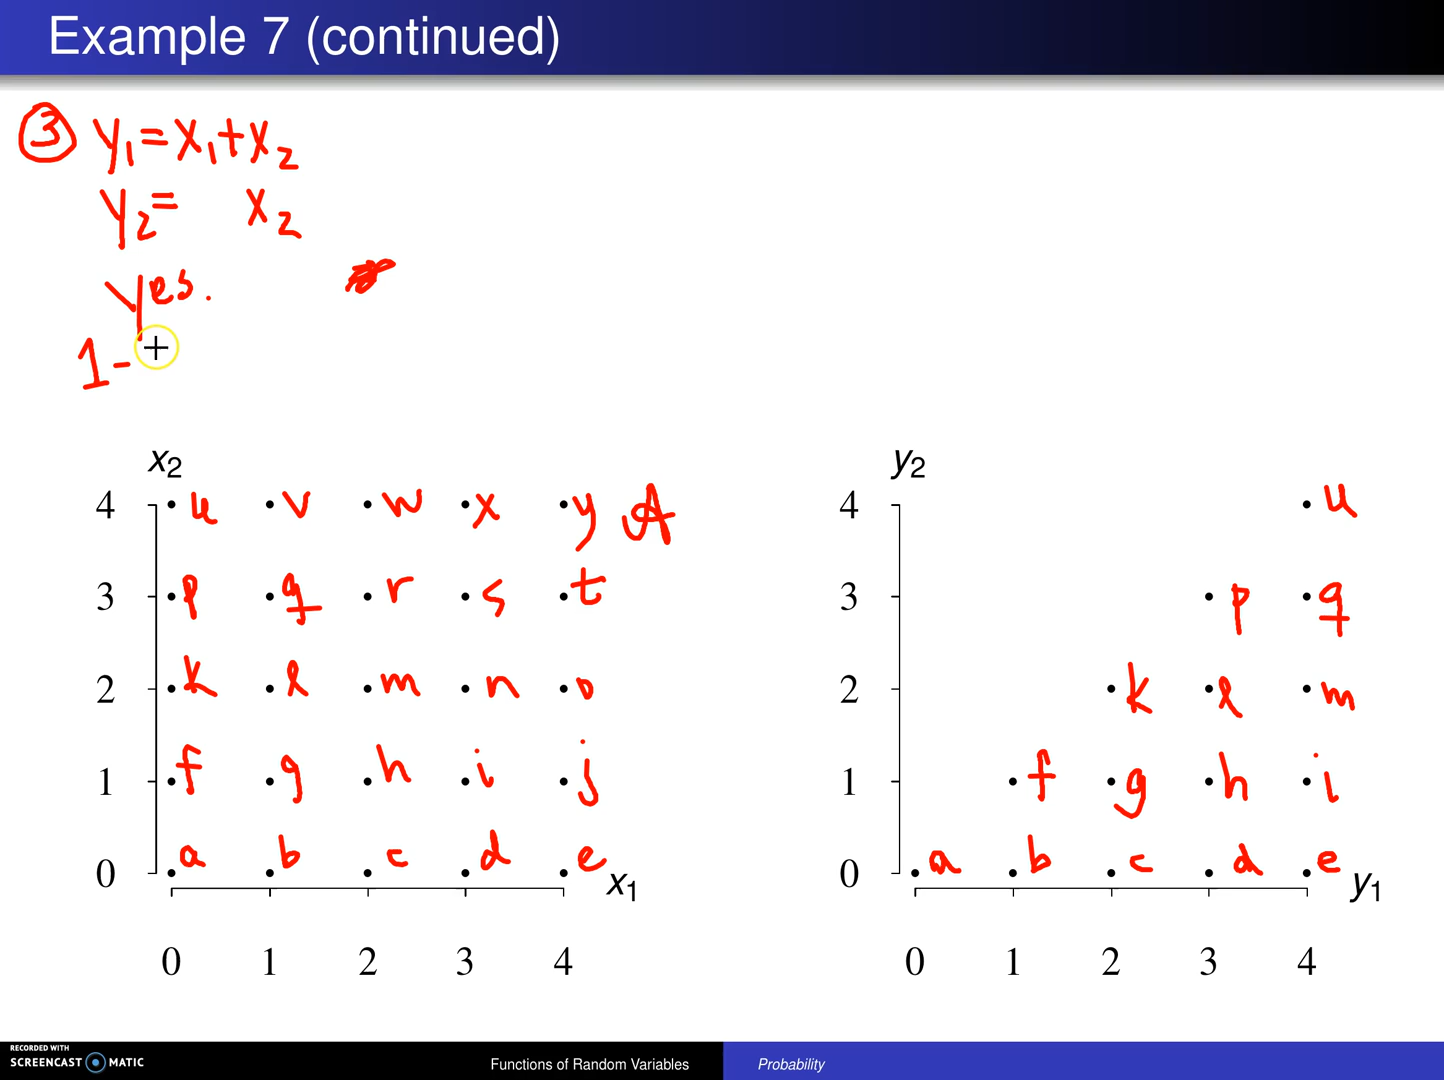 Example 7 (continued)
③ y₁ = x₁ + x₂
y₂ = x₂
yes.
1-
x₂
4 u v w x y A
3 p q r s t
2 k l m n o
1 f g h i j
0 a b c d e x₁
0 1 2 3 4
y₂
4 u
3 p q
2 k l m
1 f g h i
0 a b c d e y₁
0 1 2 3 4
RECORDED WITH
SCREENCAST MATIC
Functions of Random Variables Probability